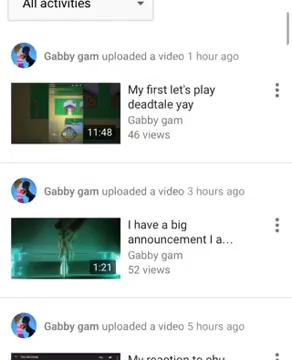 All activities
Gabby gam uploaded a video 1 hour ago
My first let's play
deadtale yay
Gabby gam
46 views
11:48
Gabby gam uploaded a video 3 hours ago
I have a big
announcement I a...
Gabby gam
52 views
1:21
Gabby gam uploaded a video 5 hours ago
My reaction to